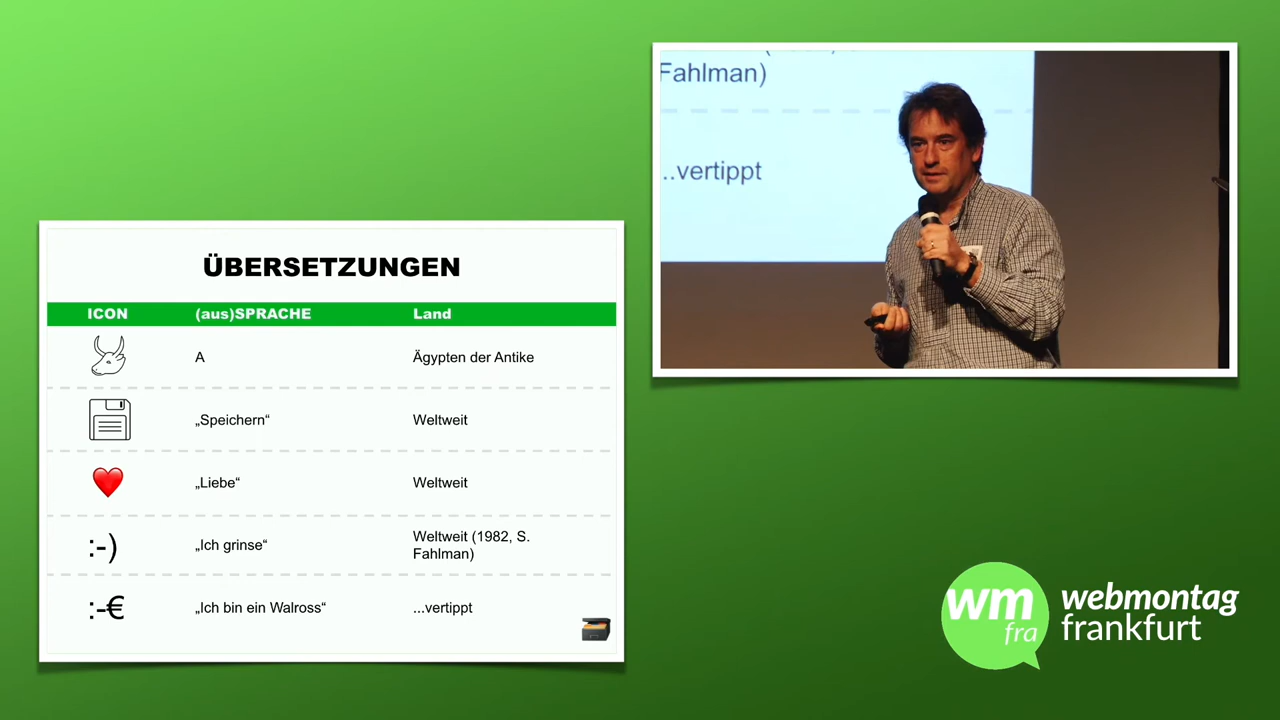 ÜBERSETZUNGEN
ICON (aus)SPRACHE Land
A Ägypten der Antike
„Speichern“ Weltweit
„Liebe“ Weltweit
:-) „Ich grinse“ Weltweit (1982, S.
Fahlman)
:-€ „Ich bin ein Walross“ ...vertippt
Fahlman)
..vertippt
wm
fra
webmontag
frankfurt